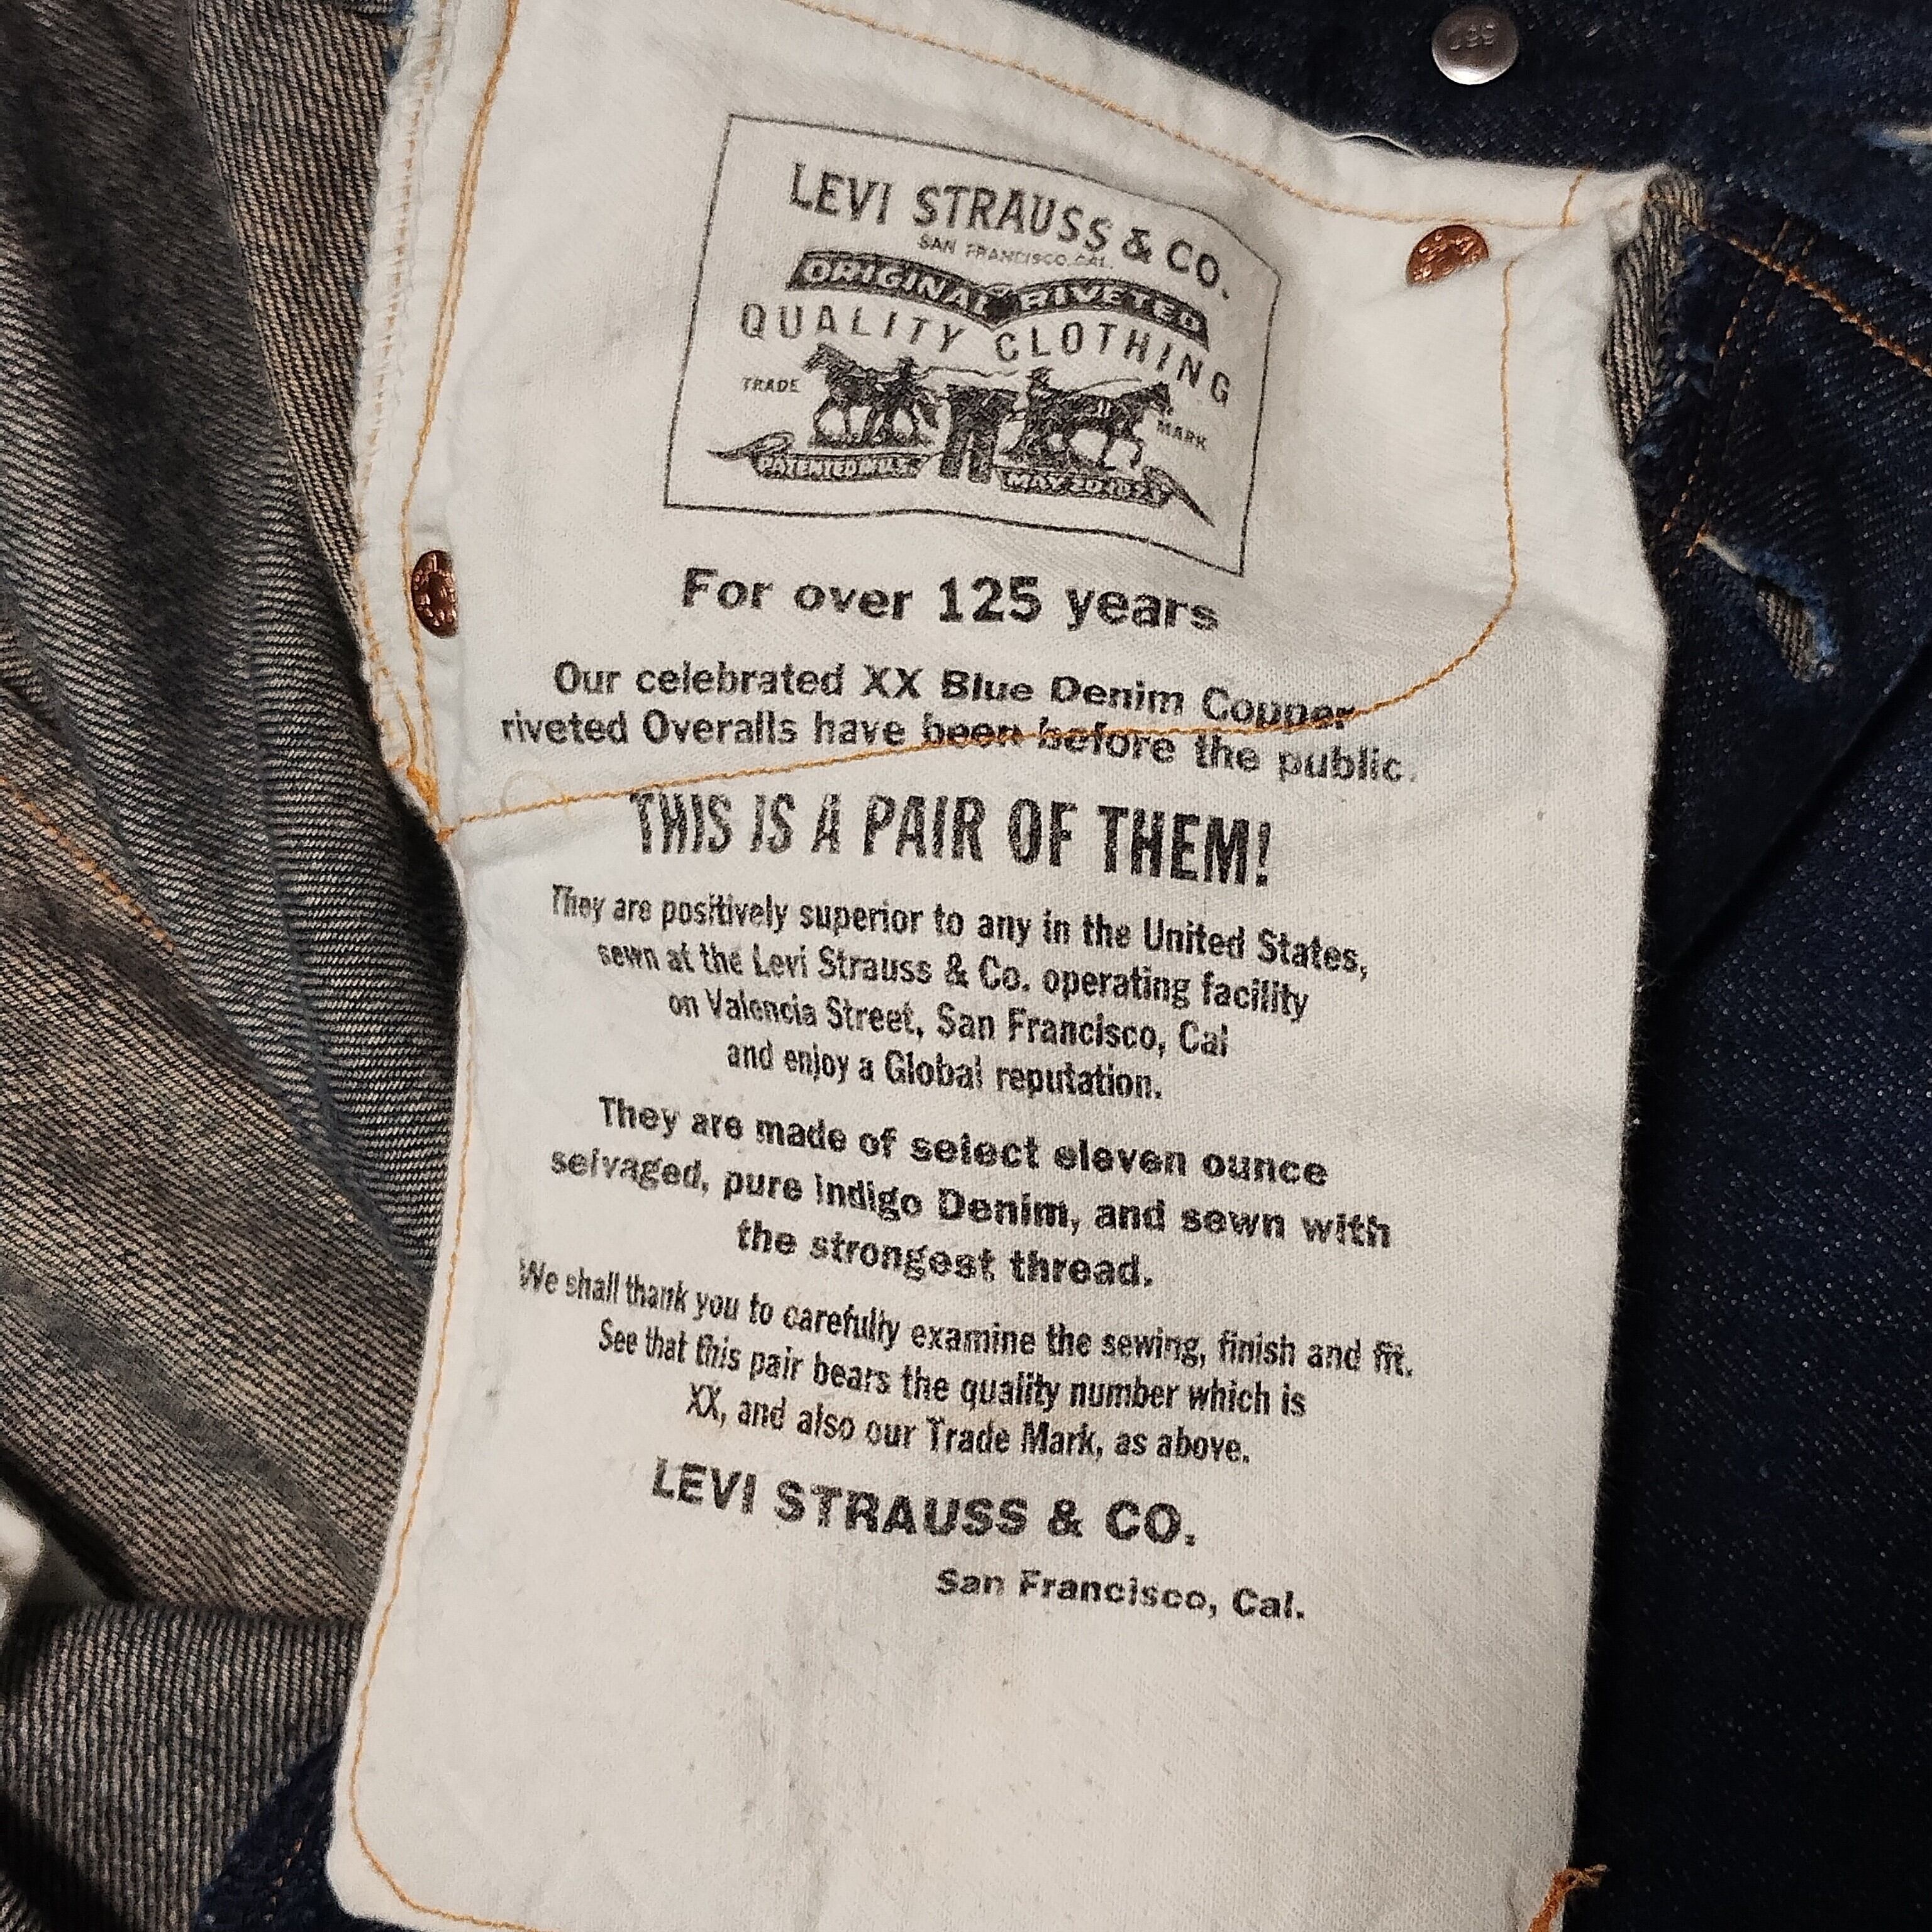 LEVI STRAUSS & CO.
SAN FRANCISCO, CAL.
ORIGINAL RIVETED
QUALITY CLOTHING
TRADE MARK
PATENTED IN U.S. MAY 20 1873
For over 125 years
Our celebrated XX Blue Denim Copper
riveted Overalls have been before the public.
THIS IS A PAIR OF THEM!
They are positively superior to any in the United States,
sewn at the Levi Strauss & Co. operating facility
on Valencia Street, San Francisco, Cal
and enjoy a Global reputation.
They are made of select eleven ounce
selvaged, pure indigo Denim, and sewn with
the strongest thread.
We shall thank you to carefully examine the sewing, finish and fit.
See that this pair bears the quality number which is
XX, and also our Trade Mark, as above.
LEVI STRAUSS & CO.
San Francisco, Cal.